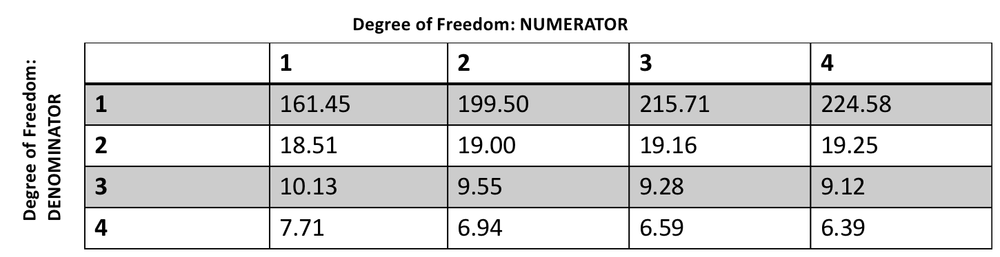 Degree of Freedom: NUMERATOR
Degree of Freedom:
DENOMINATOR
1 2 3 4
1 161.45 199.50 215.71 224.58
2 18.51 19.00 19.16 19.25
3 10.13 9.55 9.28 9.12
4 7.71 6.94 6.59 6.39